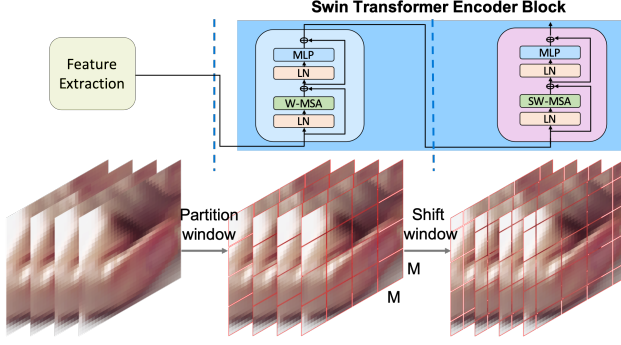 Swin Transformer Encoder Block
Feature
Extraction
MLP
LN
W-MSA
LN
MLP
LN
SW-MSA
LN
Partition
window
Shift
window
M
M